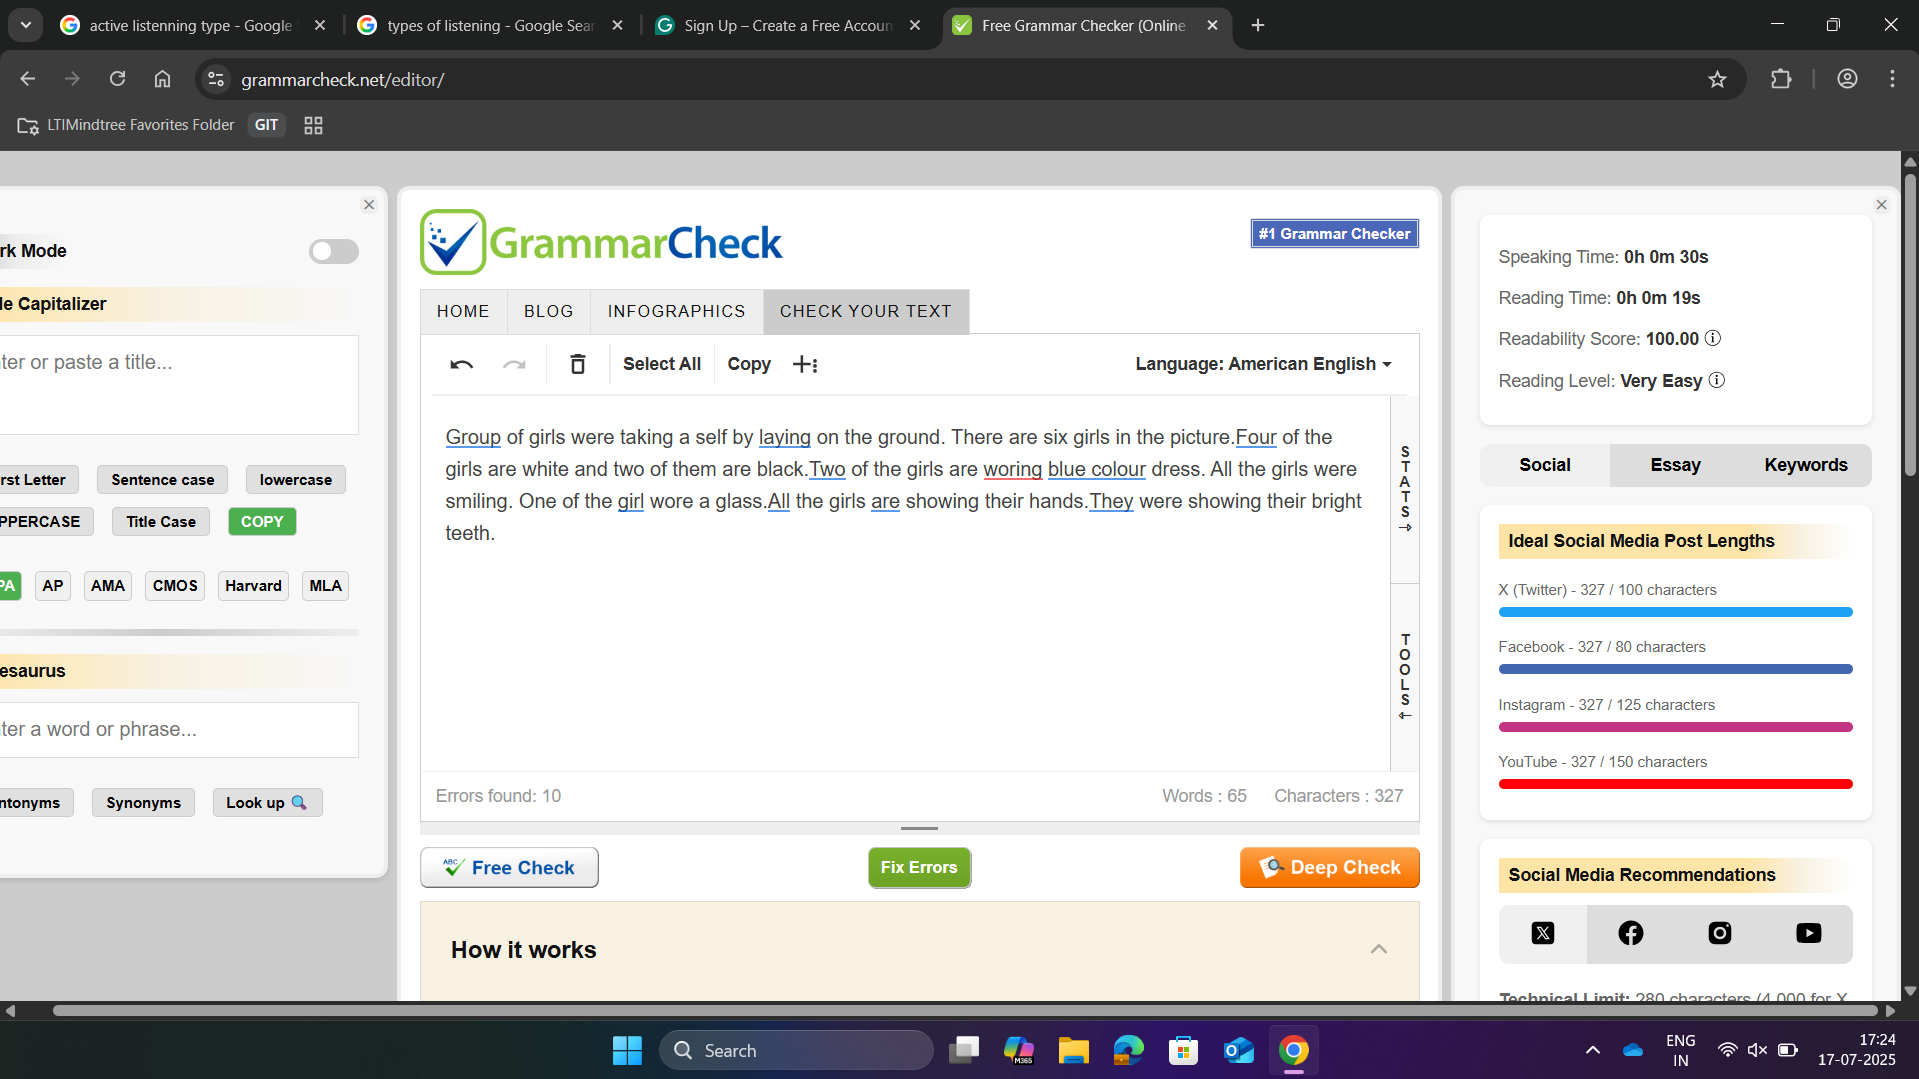 active listenning type - Google
types of listening - Google Sear
Sign Up – Create a Free Accoun
Free Grammar Checker (Online
grammarcheck.net/editor/
LTIMindtree Favorites Folder GIT
rk Mode
le Capitalizer
ter or paste a title...
rst Letter Sentence case lowercase
PPERCASE Title Case COPY
PA AP AMA CMOS Harvard MLA
esaurus
ter a word or phrase...
ntonyms Synonyms Look up
GrammarCheck
#1 Grammar Checker
HOME BLOG INFOGRAPHICS CHECK YOUR TEXT
Select All Copy Language: American English
Group of girls were taking a self by laying on the ground. There are six girls in the picture.Four of the
girls are white and two of them are black.Two of the girls are woring blue colour dress. All the girls were
smiling. One of the girl wore a glass.All the girls are showing their hands.They were showing their bright
teeth.
STATS
TOOLS
Errors found: 10 Words : 65 Characters : 327
ABC Free Check Fix Errors Deep Check
How it works
Speaking Time: 0h 0m 30s
Reading Time: 0h 0m 19s
Readability Score: 100.00
Reading Level: Very Easy
Social Essay Keywords
Ideal Social Media Post Lengths
X (Twitter) - 327 / 100 characters
Facebook - 327 / 80 characters
Instagram - 327 / 125 characters
YouTube - 327 / 150 characters
Social Media Recommendations
Technical Limit: 280 characters (4,000 for X
Search
M365
ENG
IN
17:24
17-07-2025